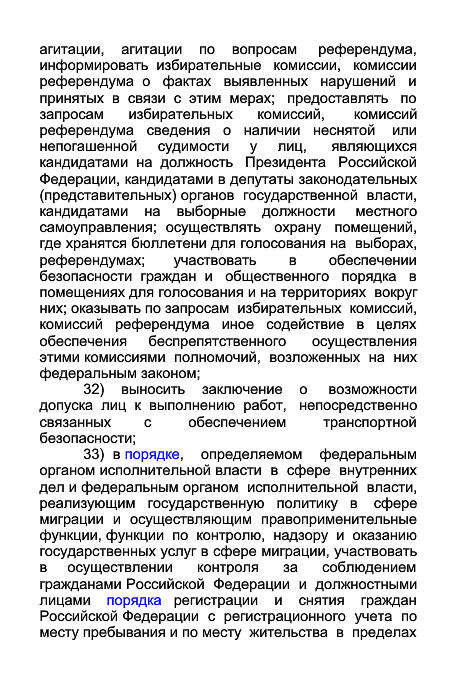 агитации, агитации по вопросам референдума,
информировать избирательные комиссии, комиссии
референдума о фактах выявленных нарушений и
принятых в связи с этим мерах; предоставлять по
запросам избирательных комиссий, комиссий
референдума сведения о наличии неснятой или
непогашенной судимости у лиц, являющихся
кандидатами на должность Президента Российской
Федерации, кандидатами в депутаты законодательных
(представительных) органов государственной власти,
кандидатами на выборные должности местного
самоуправления; осуществлять охрану помещений,
где хранятся бюллетени для голосования на выборах,
референдумах; участвовать в обеспечении
безопасности граждан и общественного порядка в
помещениях для голосования и на территориях вокруг
них; оказывать по запросам избирательных комиссий,
комиссий референдума иное содействие в целях
обеспечения беспрепятственного осуществления
этими комиссиями полномочий, возложенных на них
федеральным законом;
32) выносить заключение о возможности
допуска лиц к выполнению работ, непосредственно
связанных с обеспечением транспортной
безопасности;
33) в порядке, определяемом федеральным
органом исполнительной власти в сфере внутренних
дел и федеральным органом исполнительной власти,
реализующим государственную политику в сфере
миграции и осуществляющим правоприменительные
функции, функции по контролю, надзору и оказанию
государственных услуг в сфере миграции, участвовать
в осуществлении контроля за соблюдением
гражданами Российской Федерации и должностными
лицами порядка регистрации и снятия граждан
Российской Федерации с регистрационного учета по
месту пребывания и по месту жительства в пределах